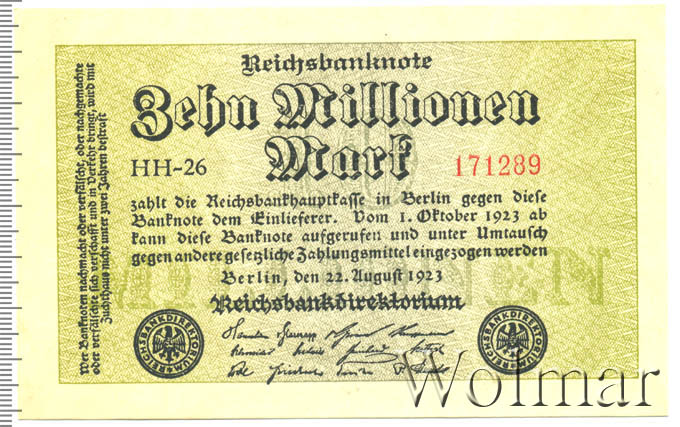 Reichsbanknote
Zehn Millionen
Mark
HH-26
171289
zahlt die Reichsbankhauptkasse in Berlin gegen diese
Banknote dem Einlieferer. Vom 1. Oktober 1923 ab
kann diese Banknote aufgerufen und unter Umtausch
gegen andere gesetzliche Zahlungsmittel eingezogen werden
Berlin, den 22. August 1923
Reichsbankdirektorium
Wer Banknoten nachmacht oder verfälscht, oder nachgemachte
oder verfälschte sich verschafft und in Verkehr bringt, wird mit
Zuchthaus nicht unter zwei Jahren bestraft
REICHSBANKDIREKTORIUM
REICHSBANKDIREKTORIUM
Wolmar